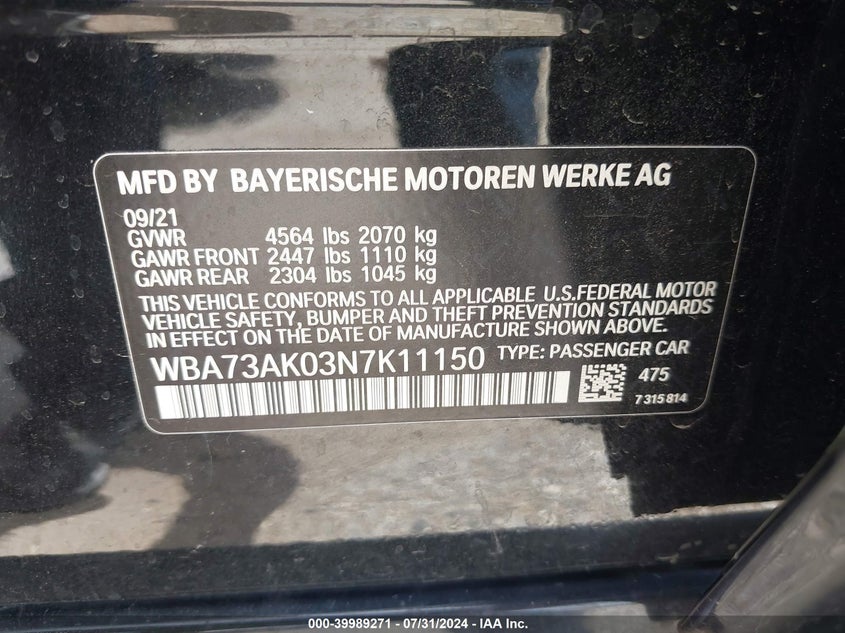 MFD BY BAYERISCHE MOTOREN WERKE AG
09/21
GVWR 4564 lbs 2070 kg
GAWR FRONT 2447 lbs 1110 kg
GAWR REAR 2304 lbs 1045 kg
THIS VEHICLE CONFORMS TO ALL APPLICABLE U.S.FEDERAL MOTOR
VEHICLE SAFETY, BUMPER AND THEFT PREVENTION STANDARDS
IN EFFECT ON THE DATE OF MANUFACTURE SHOWN ABOVE.
WBA73AK03N7K11150 TYPE: PASSENGER CAR
475
7315814
000-39989271 - 07/31/2024 - IAA Inc.